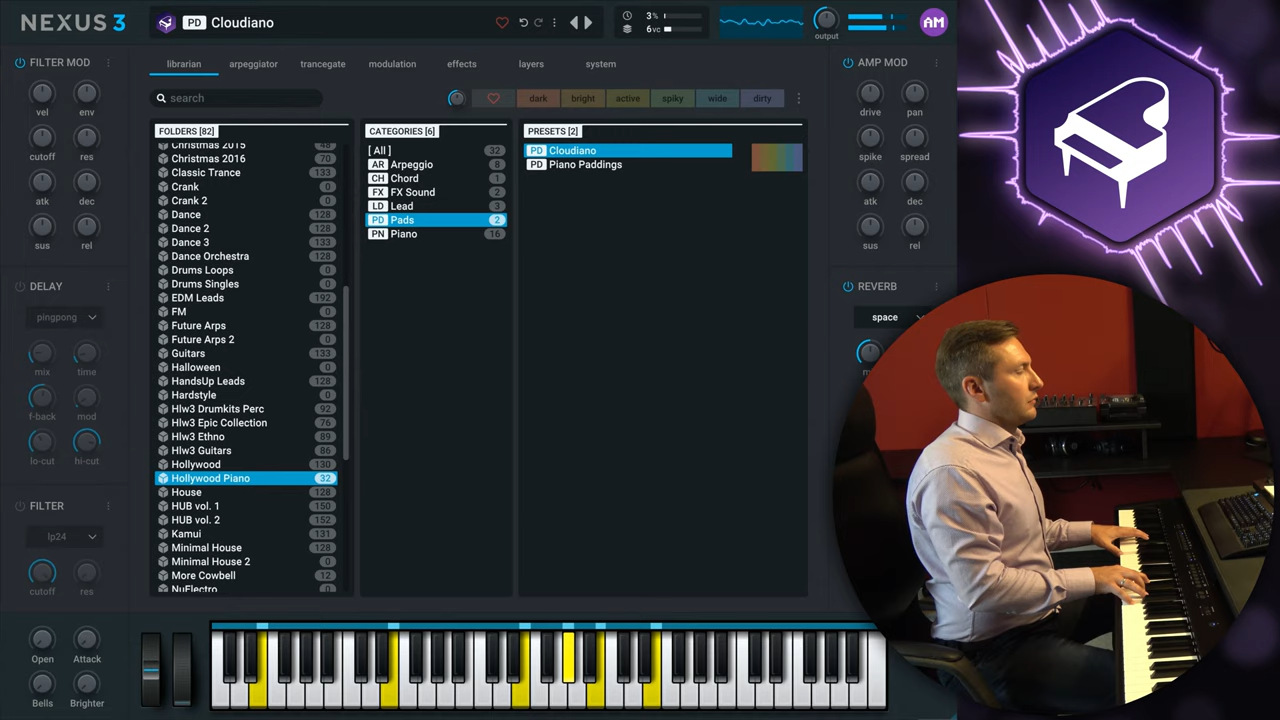 NEXUS 3
PD Cloudiano
3 %
6 vc
output
AM
FILTER MOD
vel env
cutoff res
atk dec
sus rel
DELAY
pingpong
mix time
f-back mod
lo-cut hi-cut
FILTER
lp24
cutoff res
Open Attack
Bells Brighter
librarian arpeggiator trancegate modulation effects layers system
search
dark bright active spiky wide dirty
FOLDERS [82]
Christmas 2015 48
Christmas 2016 70
Classic Trance 133
Crank 0
Crank 2 0
Dance 128
Dance 2 128
Dance 3 133
Dance Orchestra 128
Drums Loops 0
Drums Singles 0
EDM Leads 192
FM 0
Future Arps 128
Future Arps 2 128
Guitars 133
Halloween 0
HandsUp Leads 128
Hardstyle 0
Hlw3 Drumkits Perc 92
Hlw3 Epic Collection 76
Hlw3 Ethno 89
Hlw3 Guitars 86
Hollywood 130
Hollywood Piano 32
House 128
HUB vol. 1 150
HUB vol. 2 152
Kamui 131
Minimal House 128
Minimal House 2 0
More Cowbell 12
NuElectro 0
CATEGORIES [6]
[ All ] 32
AR Arpeggio 8
CH Chord 1
FX FX Sound 2
LD Lead 3
PD Pads 2
PN Piano 16
PRESETS [2]
PD Cloudiano
PD Piano Paddings
AMP MOD
drive pan
spike spread
atk dec
sus rel
REVERB
space